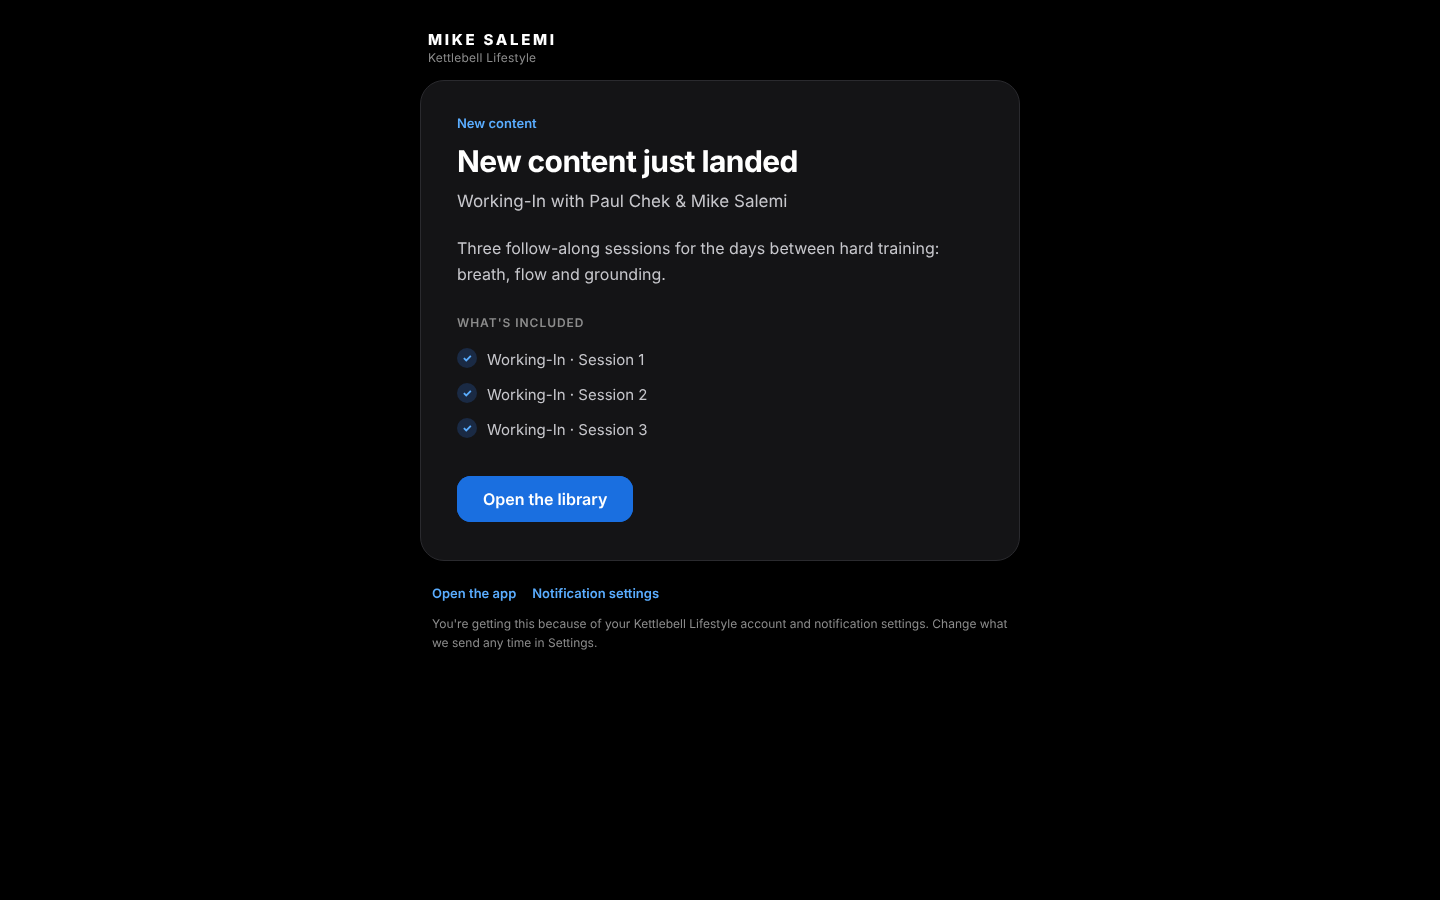 MIKE SALEMI
Kettlebell Lifestyle
New content
New content just landed
Working-In with Paul Chek & Mike Salemi
Three follow-along sessions for the days between hard training:
breath, flow and grounding.
WHAT'S INCLUDED
Working-In · Session 1
Working-In · Session 2
Working-In · Session 3
Open the library
Open the app Notification settings
You're getting this because of your Kettlebell Lifestyle account and notification settings. Change what
we send any time in Settings.